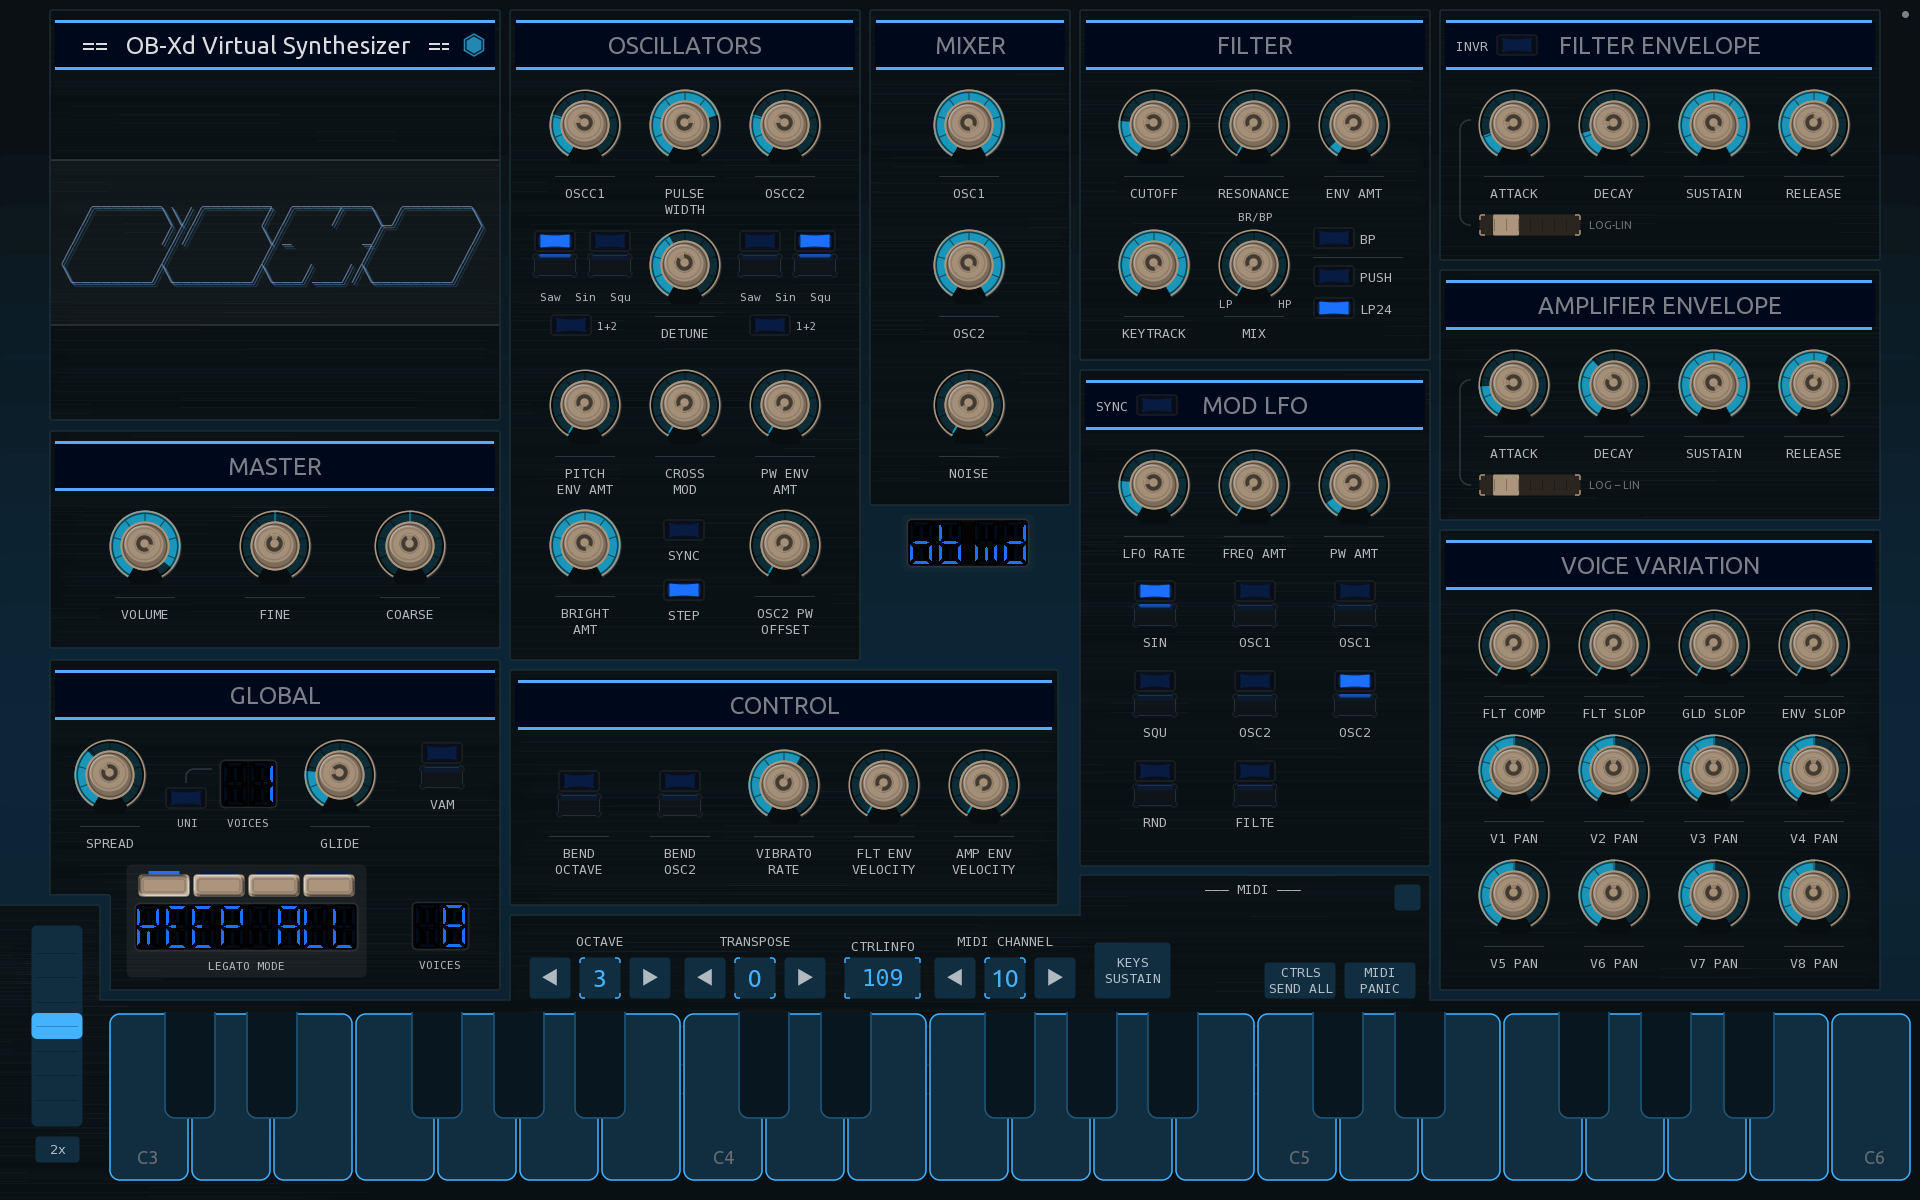 == OB-Xd Virtual Synthesizer ==
MASTER
VOLUME
FINE
COARSE
GLOBAL
SPREAD
UNI
VOICES
GLIDE
VAM
KEEP ALL
LEGATO MODE
VOICES
OSCILLATORS
OSCC1
PULSE
WIDTH
OSCC2
Saw Sin Squ
1+2
DETUNE
Saw Sin Squ
1+2
PITCH
ENV AMT
CROSS
MOD
PW ENV
AMT
BRIGHT
AMT
SYNC
STEP
OSC2 PW
OFFSET
MIXER
OSC1
OSC2
NOISE
CONTROL
BEND
OCTAVE
BEND
OSC2
VIBRATO
RATE
FLT ENV
VELOCITY
AMP ENV
VELOCITY
FILTER
CUTOFF
RESONANCE
ENV AMT
BR/BP
KEYTRACK
LP
HP
MIX
BP
PUSH
LP24
SYNC
MOD LFO
LFO RATE
FREQ AMT
PW AMT
SIN
OSC1
OSC1
SQU
OSC2
OSC2
RND
FILTE
INVR
FILTER ENVELOPE
ATTACK
DECAY
SUSTAIN
RELEASE
LOG-LIN
AMPLIFIER ENVELOPE
ATTACK
DECAY
SUSTAIN
RELEASE
LOG – LIN
VOICE VARIATION
FLT COMP
FLT SLOP
GLD SLOP
ENV SLOP
V1 PAN
V2 PAN
V3 PAN
V4 PAN
V5 PAN
V6 PAN
V7 PAN
V8 PAN
MIDI
OCTAVE
3
TRANSPOSE
0
CTRLINFO
109
MIDI CHANNEL
10
KEYS
SUSTAIN
CTRLS
SEND ALL
MIDI
PANIC
2x
C3
C4
C5
C6